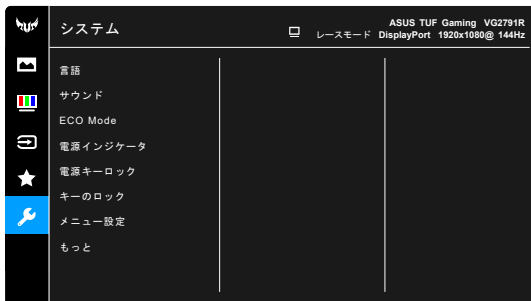 システム
レースモード
ASUS TUF Gaming VG2791R
DisplayPort 1920x1080@ 144Hz
言語
サウンド
ECO Mode
電源インジケータ
電源キーロック
キーのロック
メニュー設定
もっと